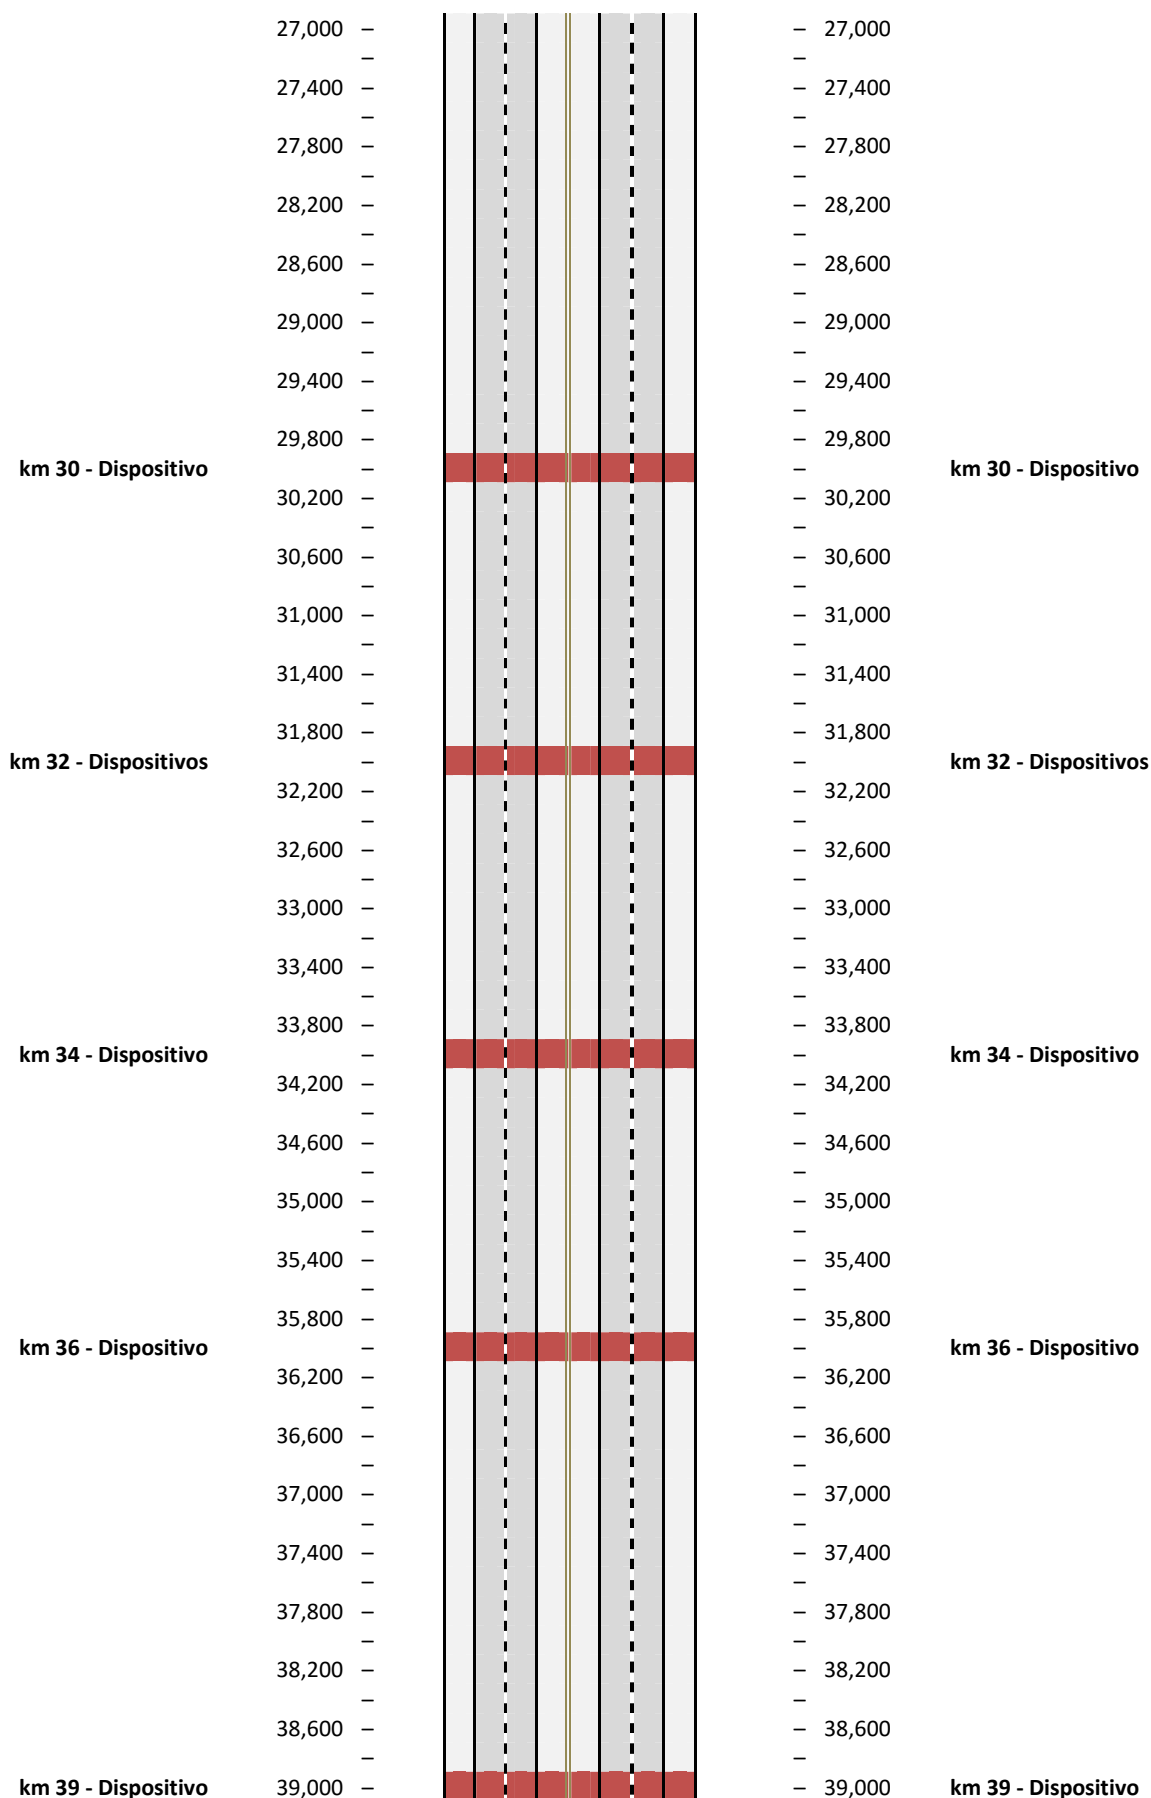 27,000 – – 27,000
– –
27,400 – – 27,400
– –
27,800 – – 27,800
– –
28,200 – – 28,200
– –
28,600 – – 28,600
– –
29,000 – – 29,000
– –
29,400 – – 29,400
– –
29,800 – – 29,800
km 30 - Dispositivo – – km 30 - Dispositivo
30,200 – – 30,200
– –
30,600 – – 30,600
– –
31,000 – – 31,000
– –
31,400 – – 31,400
– –
31,800 – – 31,800
km 32 - Dispositivos – – km 32 - Dispositivos
32,200 – – 32,200
– –
32,600 – – 32,600
– –
33,000 – – 33,000
– –
33,400 – – 33,400
– –
33,800 – – 33,800
km 34 - Dispositivo – – km 34 - Dispositivo
34,200 – – 34,200
– –
34,600 – – 34,600
– –
35,000 – – 35,000
– –
35,400 – – 35,400
– –
35,800 – – 35,800
km 36 - Dispositivo – – km 36 - Dispositivo
36,200 – – 36,200
– –
36,600 – – 36,600
– –
37,000 – – 37,000
– –
37,400 – – 37,400
– –
37,800 – – 37,800
– –
38,200 – – 38,200
– –
38,600 – – 38,600
– –
km 39 - Dispositivo 39,000 – – 39,000 km 39 - Dispositivo